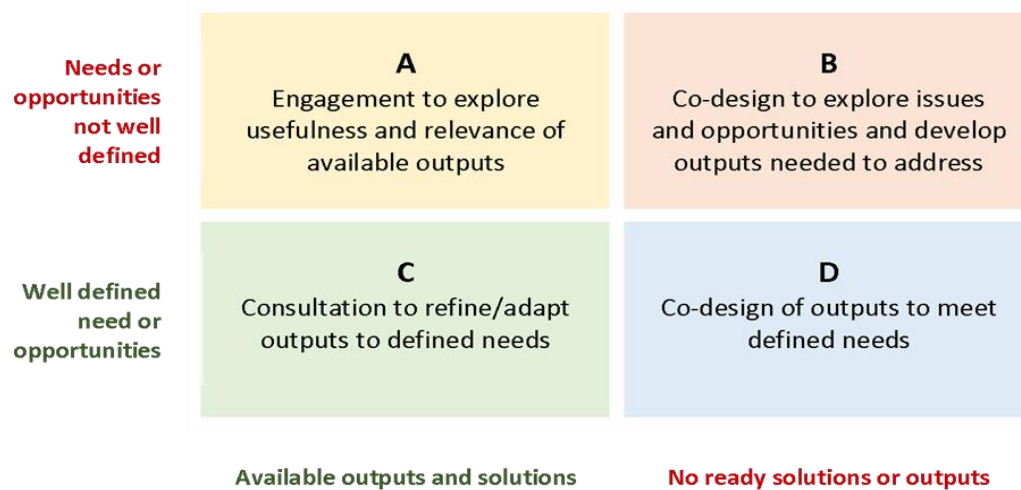 Needs or
opportunities
not well
defined
A
Engagement to explore
usefulness and relevance of
available outputs
B
Co-design to explore issues
and opportunities and develop
outputs needed to address
Well defined
need or
opportunities
C
Consultation to refine/adapt
outputs to defined needs
D
Co-design of outputs to meet
defined needs
Available outputs and solutions
No ready solutions or outputs